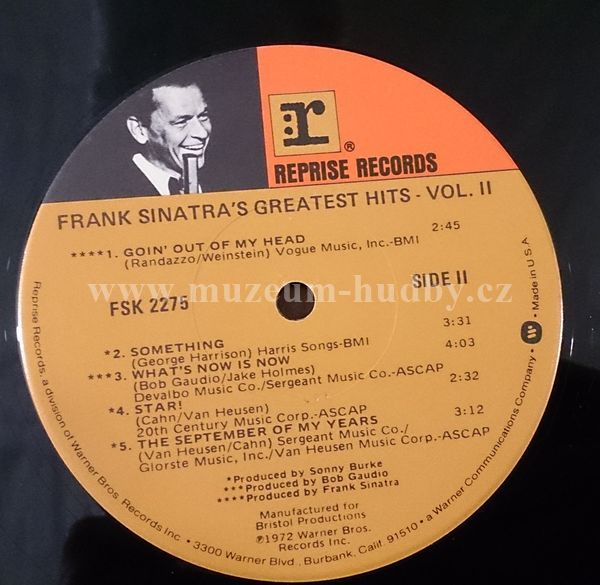 r ®
REPRISE RECORDS
FRANK SINATRA'S GREATEST HITS - VOL. II
****1. GOIN' OUT OF MY HEAD 2:45
(Randazzo/Weinstein) Vogue Music, Inc.-BMI
FSK 2275 SIDE II
*2. SOMETHING 3:31
(George Harrison) Harris Songs-BMI
***3. WHAT'S NOW IS NOW 4:03
(Bob Gaudio/Jake Holmes)
Devalbo Music Co./Sergeant Music Co.-ASCAP
*4. STAR! 2:32
(Cahn/Van Heusen)
20th Century Music Corp.-ASCAP
*5. THE SEPTEMBER OF MY YEARS 3:12
(Van Heusen/Cahn) Sergeant Music Co./
Glorste Music, Inc./Van Heusen Music Corp.-ASCAP
*Produced by Sonny Burke
***Produced by Bob Gaudio
****Produced by Frank Sinatra
Manufactured for
Bristol Productions
℗1972 Warner Bros.
Records Inc.
Reprise Records, a division of Warner Bros. Records Inc. • 3300 Warner Blvd., Burbank, Calif. 91510 • a Warner Communications Company • Made in U.S.A.
www.muzeum-hudby.cz